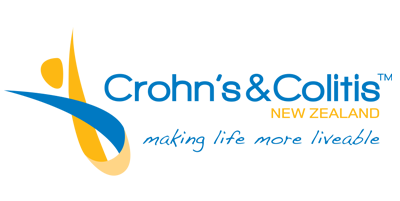 Crohn's & Colitis™
NEW ZEALAND
making life more liveable